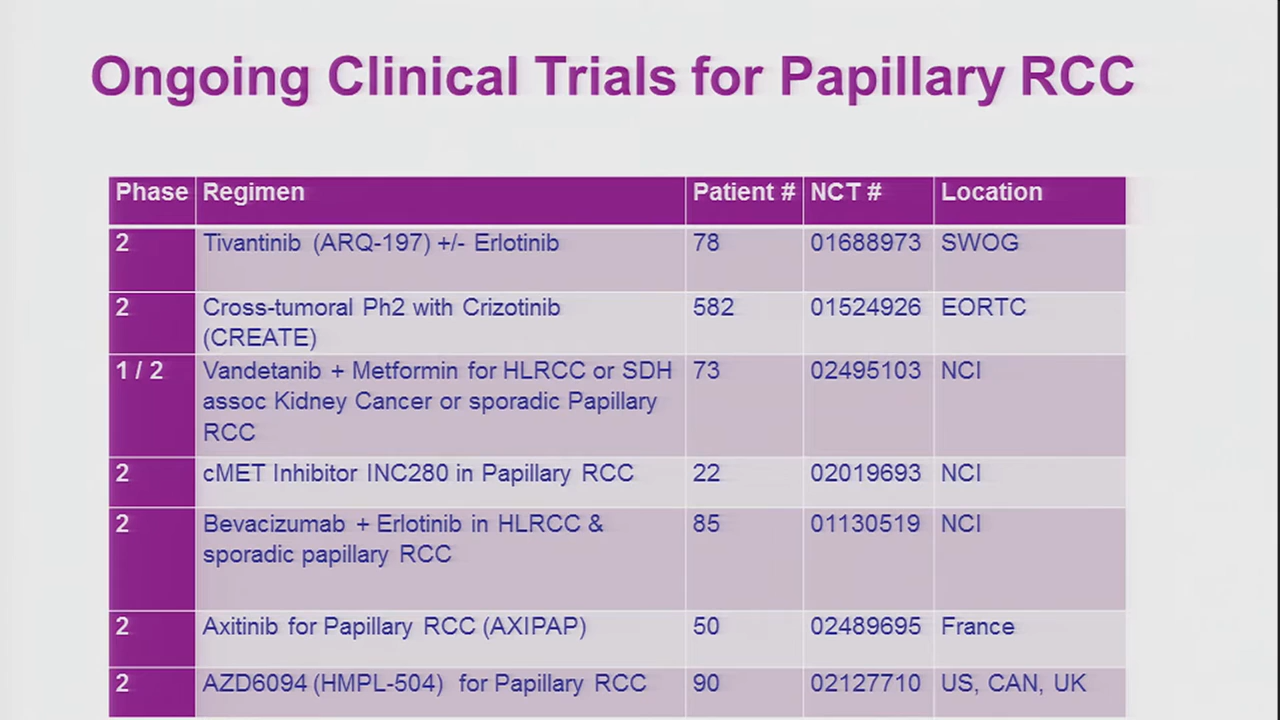 Ongoing Clinical Trials for Papillary RCC
Phase Regimen Patient # NCT # Location
2 Tivantinib (ARQ-197) +/- Erlotinib 78 01688973 SWOG
2 Cross-tumoral Ph2 with Crizotinib 582 01524926 EORTC
(CREATE)
1 / 2 Vandetanib + Metformin for HLRCC or SDH 73 02495103 NCI
assoc Kidney Cancer or sporadic Papillary
RCC
2 cMET Inhibitor INC280 in Papillary RCC 22 02019693 NCI
2 Bevacizumab + Erlotinib in HLRCC & 85 01130519 NCI
sporadic papillary RCC
2 Axitinib for Papillary RCC (AXIPAP) 50 02489695 France
2 AZD6094 (HMPL-504) for Papillary RCC 90 02127710 US, CAN, UK